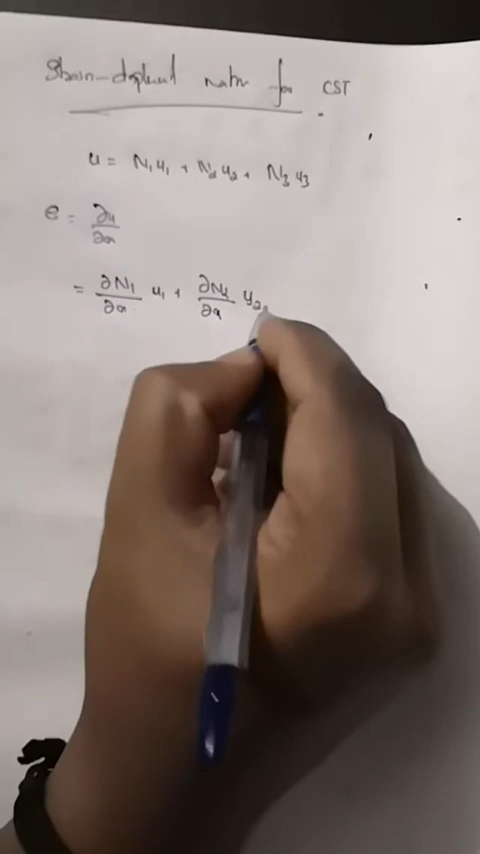 Strain-displacement matrix for CST
u = N₁u₁ + N₂u₂ + N₃u₃
e = ∂u/∂x
= ∂N₁/∂x u₁ + ∂N₂/∂x u₂